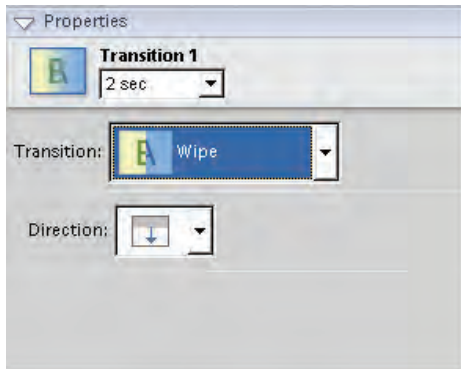 Properties
Transition 1
2 sec
Transition: Wipe
Direction: